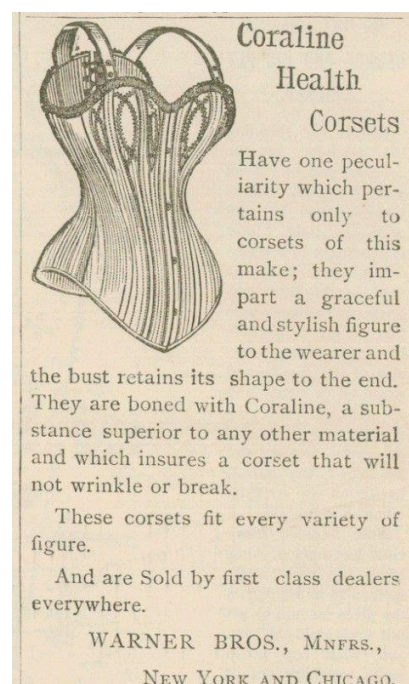 Coraline
Health
Corsets
Have one pecul-
iarity which per-
tains only to
corsets of this
make; they im-
part a graceful
and stylish figure
to the wearer and
the bust retains its shape to the end.
They are boned with Coraline, a sub-
stance superior to any other material
and which insures a corset that will
not wrinkle or break.
These corsets fit every variety of
figure.
And are Sold by first class dealers
everywhere.
WARNER BROS., MNFRS.,
NEW YORK AND CHICAGO.